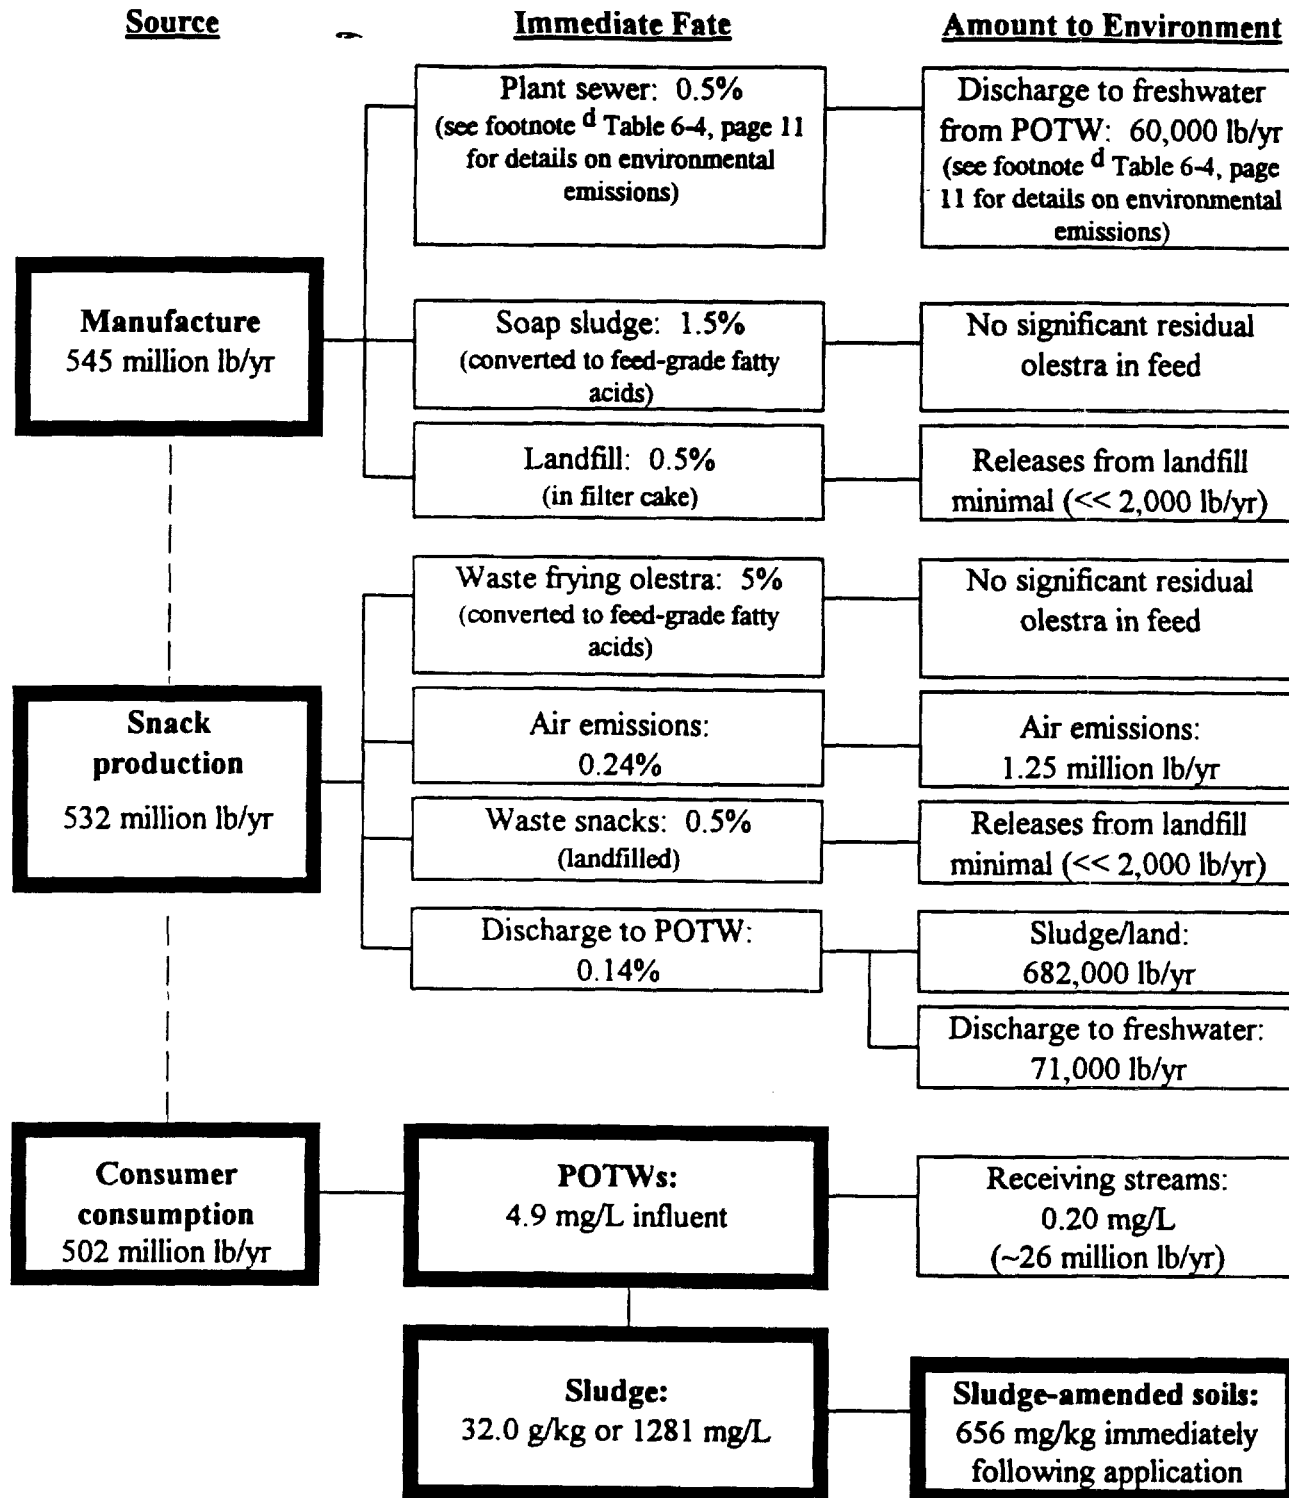 Source
Immediate Fate
Amount to Environment
Plant sewer: 0.5%
(see footnote d Table 6-4, page 11
for details on environmental
emissions)
Discharge to freshwater
from POTW: 60,000 lb/yr
(see footnote d Table 6-4, page
11 for details on environmental
emissions)
Manufacture
545 million lb/yr
Soap sludge: 1.5%
(converted to feed-grade fatty
acids)
No significant residual
olestra in feed
Landfill: 0.5%
(in filter cake)
Releases from landfill
minimal (<< 2,000 lb/yr)
Waste frying olestra: 5%
(converted to feed-grade fatty
acids)
No significant residual
olestra in feed
Snack
production
532 million lb/yr
Air emissions:
0.24%
Air emissions:
1.25 million lb/yr
Waste snacks: 0.5%
(landfilled)
Releases from landfill
minimal (<< 2,000 lb/yr)
Discharge to POTW:
0.14%
Sludge/land:
682,000 lb/yr
Discharge to freshwater:
71,000 lb/yr
Consumer
consumption
502 million lb/yr
POTWs:
4.9 mg/L influent
Receiving streams:
0.20 mg/L
(~26 million lb/yr)
Sludge:
32.0 g/kg or 1281 mg/L
Sludge-amended soils:
656 mg/kg immediately
following application